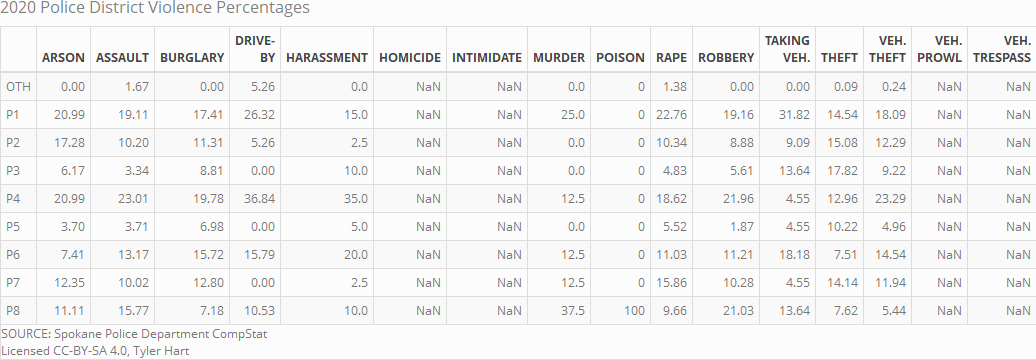 2020 Police District Violence Percentages
ARSON ASSAULT BURGLARY DRIVE-BY HARASSMENT HOMICIDE INTIMIDATE MURDER POISON RAPE ROBBERY TAKING VEH. THEFT VEH. THEFT VEH. PROWL VEH. TRESPASS
OTH 0.00 1.67 0.00 5.26 0.0 NaN NaN 0.0 0 1.38 0.00 0.00 0.09 0.24 NaN NaN
P1 20.99 19.11 17.41 26.32 15.0 NaN NaN 25.0 0 22.76 19.16 31.82 14.54 18.09 NaN NaN
P2 17.28 10.20 11.31 5.26 2.5 NaN NaN 0.0 0 10.34 8.88 9.09 15.08 12.29 NaN NaN
P3 6.17 3.34 8.81 0.00 10.0 NaN NaN 0.0 0 4.83 5.61 13.64 17.82 9.22 NaN NaN
P4 20.99 23.01 19.78 36.84 35.0 NaN NaN 12.5 0 18.62 21.96 4.55 12.96 23.29 NaN NaN
P5 3.70 3.71 6.98 0.00 5.0 NaN NaN 0.0 0 5.52 1.87 4.55 10.22 4.96 NaN NaN
P6 7.41 13.17 15.72 15.79 20.0 NaN NaN 12.5 0 11.03 11.21 18.18 7.51 14.54 NaN NaN
P7 12.35 10.02 12.80 0.00 2.5 NaN NaN 12.5 0 15.86 10.28 4.55 14.14 11.94 NaN NaN
P8 11.11 15.77 7.18 10.53 10.0 NaN NaN 37.5 100 9.66 21.03 13.64 7.62 5.44 NaN NaN
SOURCE: Spokane Police Department CompStat
Licensed CC-BY-SA 4.0, Tyler Hart